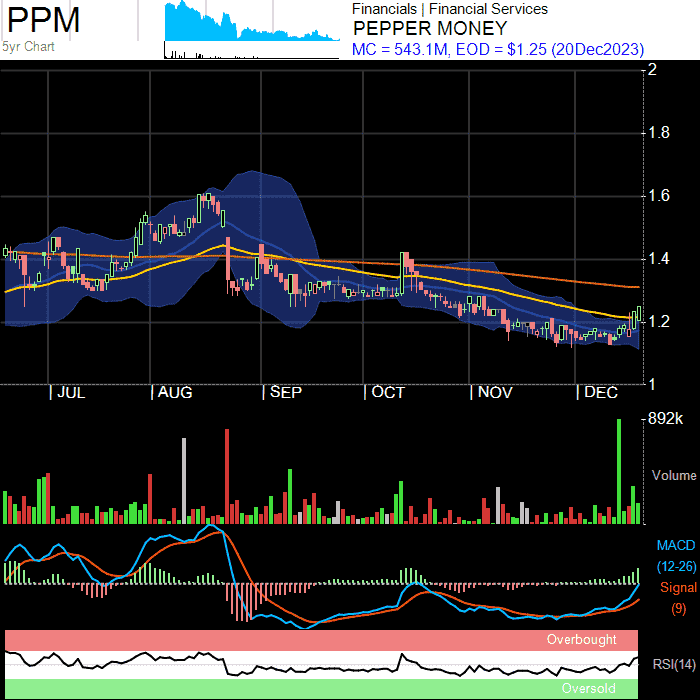 PPM
5yr Chart
Financials | Financial Services
PEPPER MONEY
MC = 543.1M, EOD = $1.25 (20Dec2023)
2
1.8
1.6
1.4
1.2
1
| JUL | AUG | SEP | OCT | NOV | DEC
892k
Volume
MACD
(12-26)
Signal
(9)
Overbought
RSI(14)
Oversold